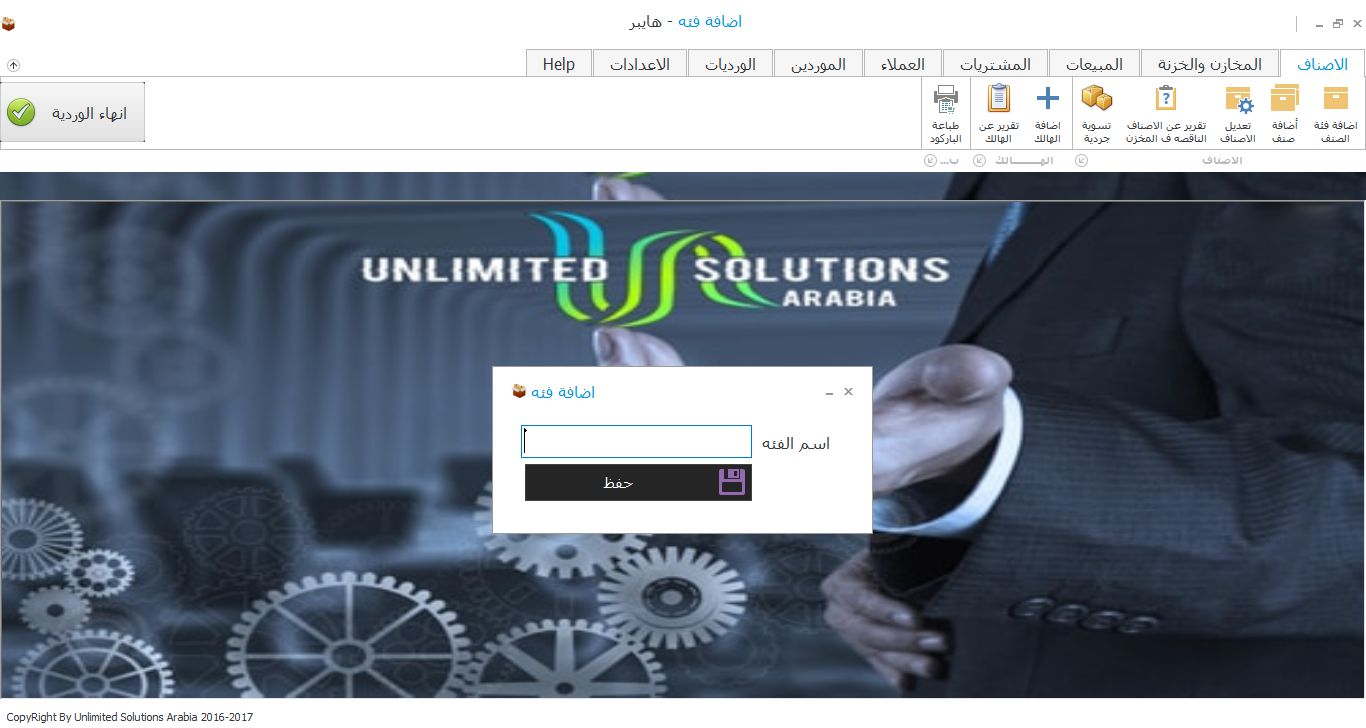 اضافة فئه - هايبر
الاصناف
المخازن والخزنة
المبيعات
المشتريات
العملاء
الموردين
الورديات
الاعدادات
Help
اضافة فئة
الصنف
أضافة
صنف
تعديل
الاصناف
تقرير عن الاصناف
الناقصه ف المخزن
تسوية
جردية
اضافة
الهالك
تقرير عن
الهالك
طباعة
الباركود
انهاء الوردية
الاصناف
الهـــــــالك
ب...
UNLIMITED SOLUTIONS
ARABIA
اضافة فئه
اسم الفئه
حفظ
CopyRight By Unlimited Solutions Arabia 2016-2017